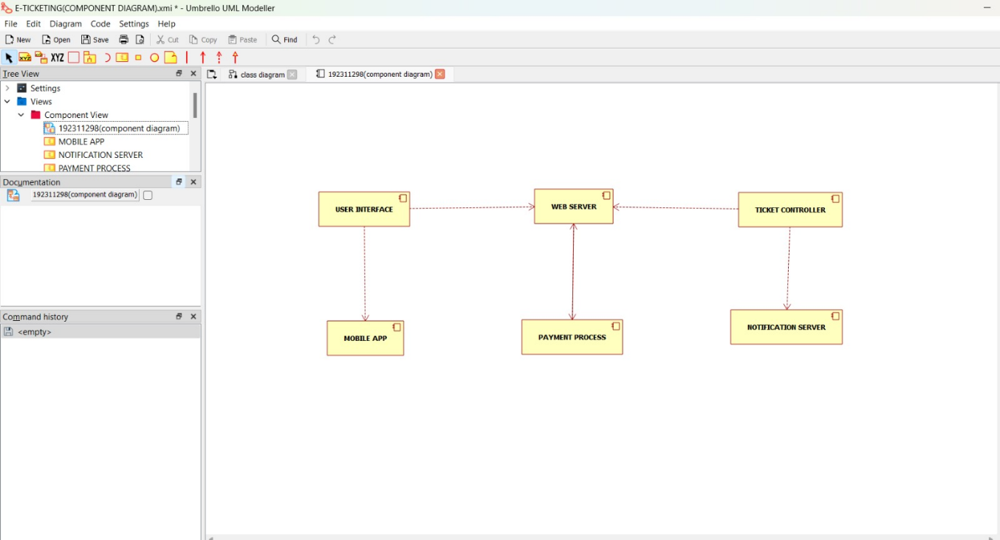 E-TICKETING(COMPONENT DIAGRAM).xmi * - Umbrello UML Modeller
File Edit Diagram Code Settings Help
New Open Save Cut Copy Paste Find
XYZ XYZ
Tree View
class diagram
192311298(component diagram)
Settings
Views
Component View
192311298(component diagram)
MOBILE APP
NOTIFICATION SERVER
PAYMENT PROCESS
Documentation
192311298(component diagram)
Command history
<empty>
USER INTERFACE
WEB SERVER
TICKET CONTROLLER
MOBILE APP
PAYMENT PROCESS
NOTIFICATION SERVER